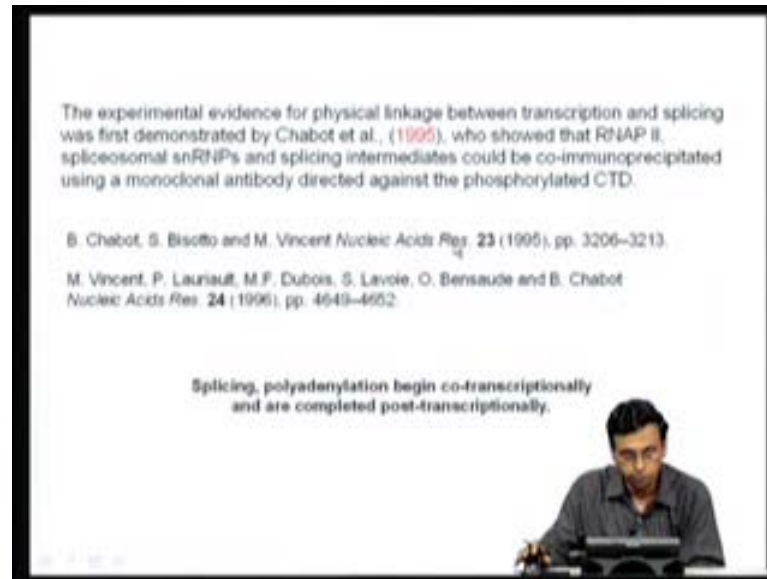 The experimental evidence for physical linkage between transcription and splicing
was first demonstrated by Chabot et al., (1995), who showed that RNAP II,
spliceosomal snRNPs and splicing intermediates could be co-immunoprecipitated
using a monoclonal antibody directed against the phosphorylated CTD.
B. Chabot, S. Bisotto and M. Vincent Nucleic Acids Res. 23 (1995), pp. 3206–3213.
M. Vincent, P. Lauriault, M.F. Dubois, S. Lavoie, O. Bensaude and B. Chabot
Nucleic Acids Res. 24 (1996), pp. 4649–4652.
Splicing, polyadenylation begin co-transcriptionally
and are completed post-transcriptionally.